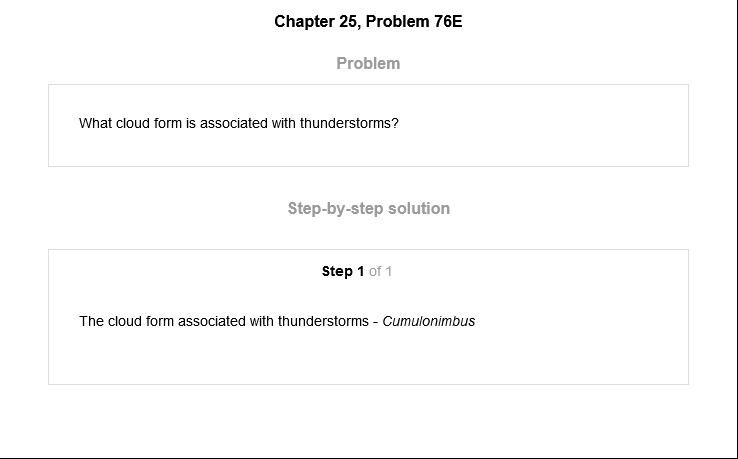 Chapter 25, Problem 76E
Problem
What cloud form is associated with thunderstorms?
Step-by-step solution
Step 1 of 1
The cloud form associated with thunderstorms - Cumulonimbus